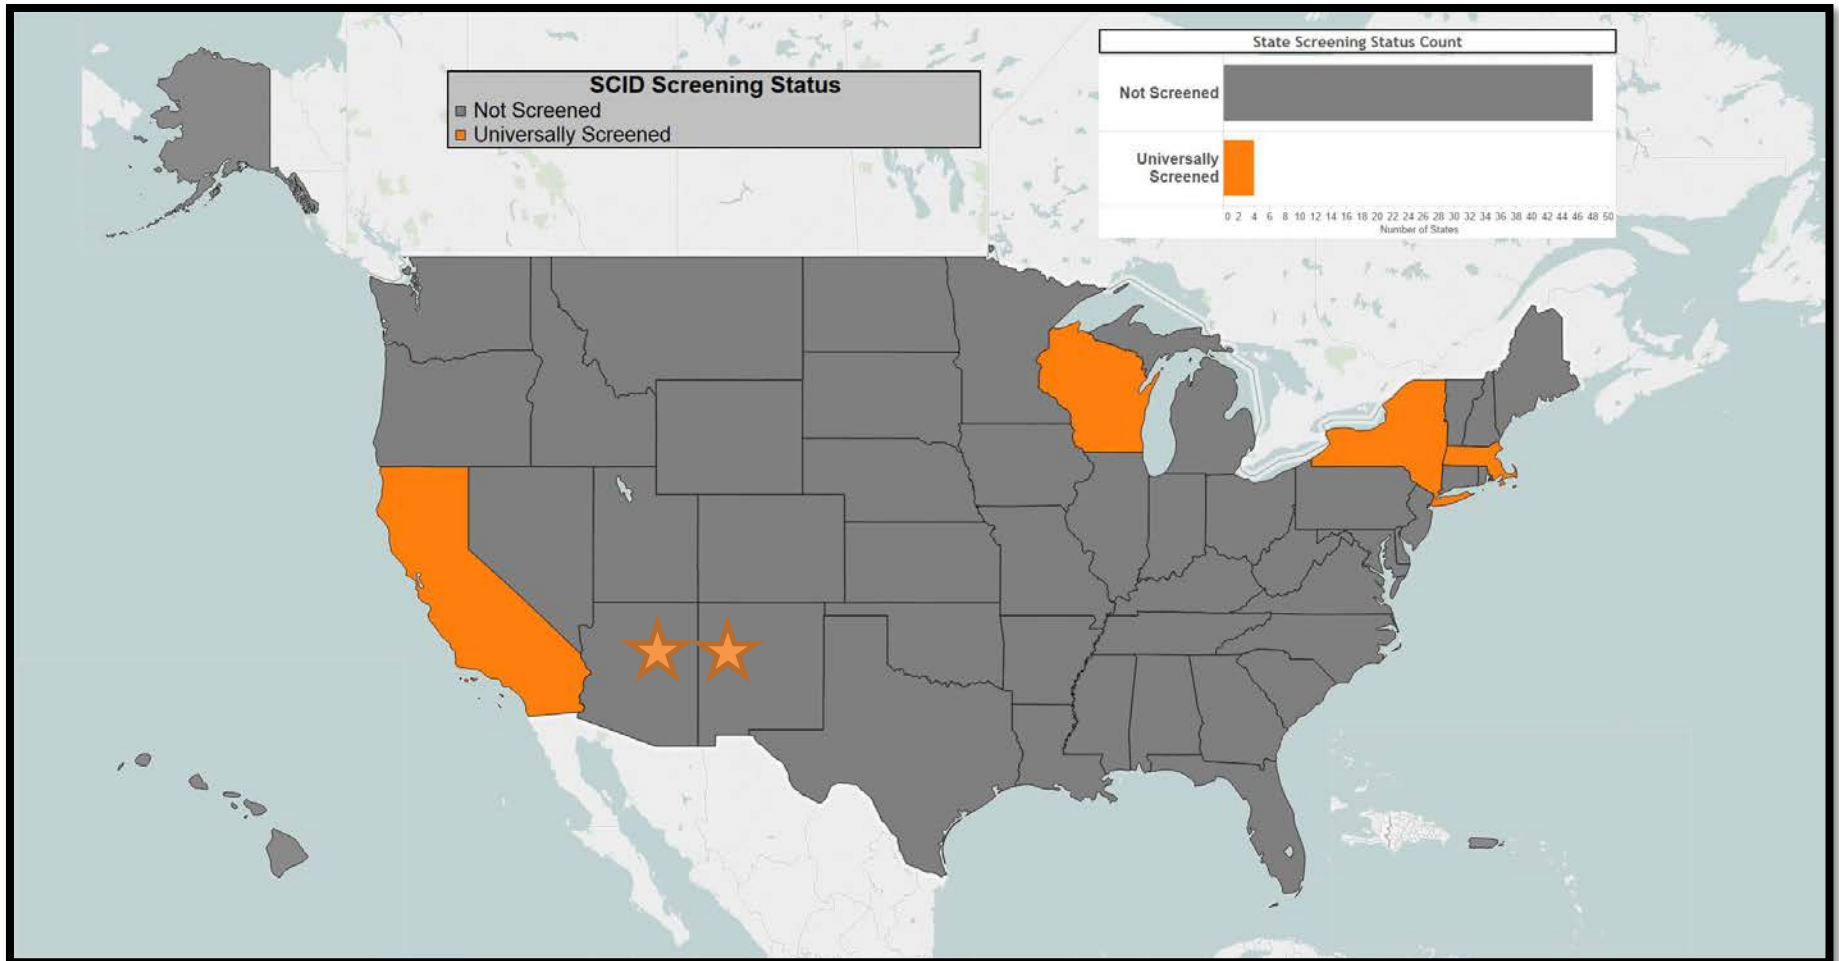 SCID Screening Status
Not Screened
Universally Screened
State Screening Status Count
Not Screened
Universally
Screened
0 2 4 6 8 10 12 14 16 18 20 22 24 26 28 30 32 34 36 38 40 42 44 46 48 50
Number of States